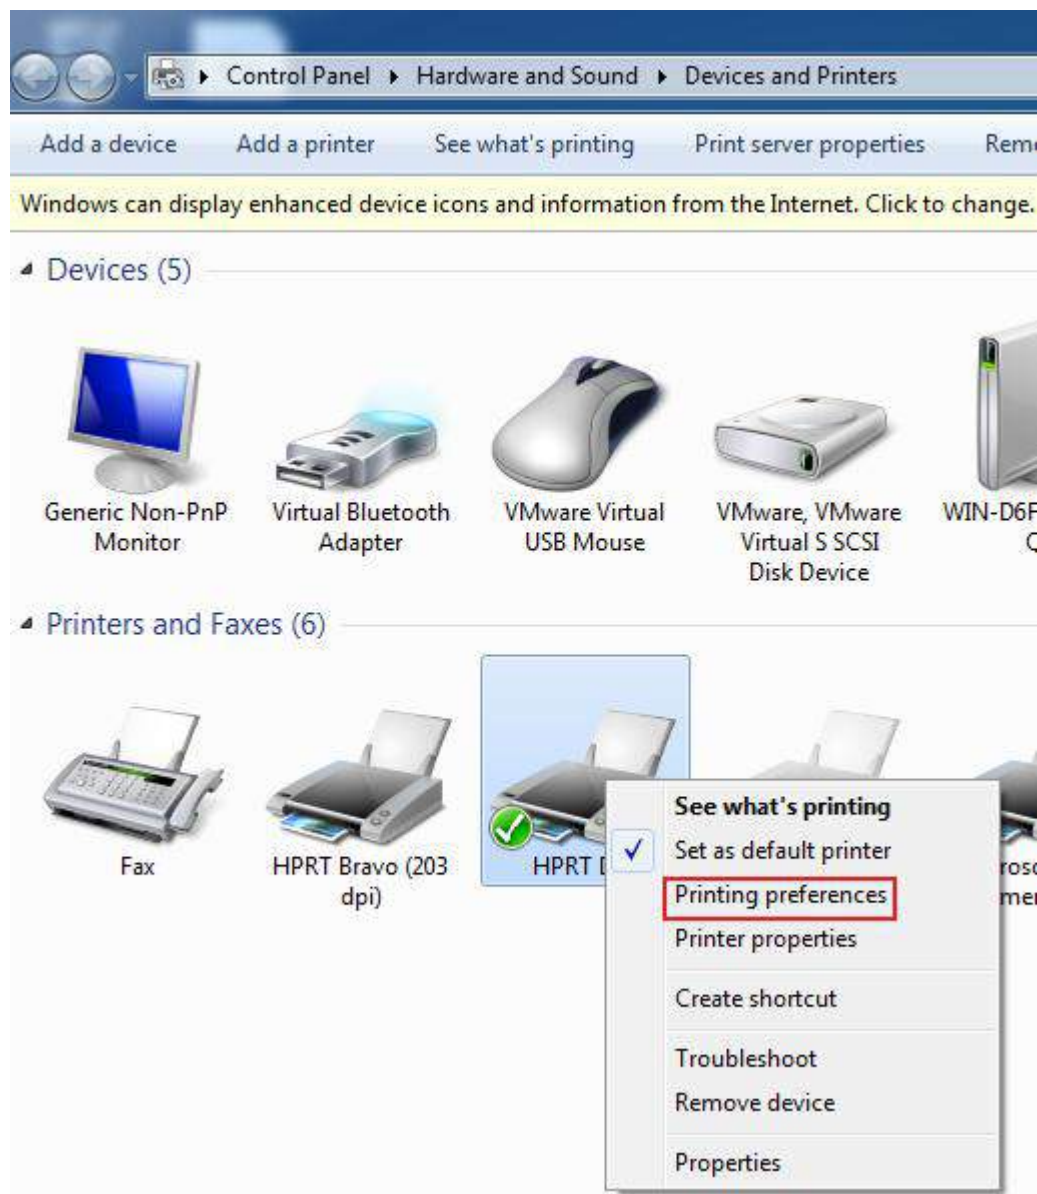 Control Panel Hardware and Sound Devices and Printers
Add a device Add a printer See what's printing Print server properties Rem
Windows can display enhanced device icons and information from the Internet. Click to change.
Devices (5)
Generic Non-PnP Monitor
Virtual Bluetooth Adapter
VMware Virtual USB Mouse
VMware, VMware Virtual S SCSI Disk Device
WIN-D6F
Printers and Faxes (6)
Fax
HPRT Bravo (203 dpi)
HPRT
See what's printing
Set as default printer
Printing preferences
Printer properties
Create shortcut
Troubleshoot
Remove device
Properties